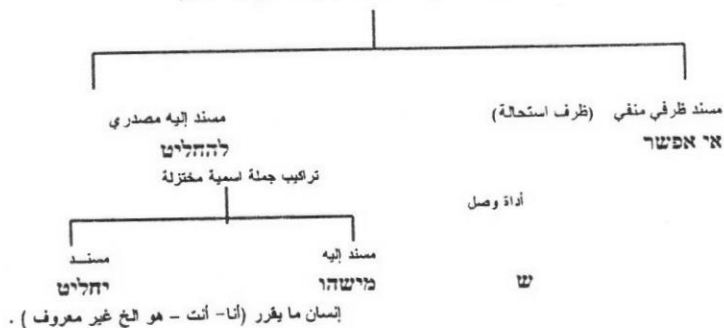 مسند ظرفي منفي (ظرف استحالة) مسند إليه مصدري
אי אפשר להחליט
تراكيب جملة اسمية مختزلة
أداة وصل
مسند إليه مسنـد
ש מישהו יחליט
إنسان ما يقرر (أنا- أنت - هو الخ غير معروف ) .